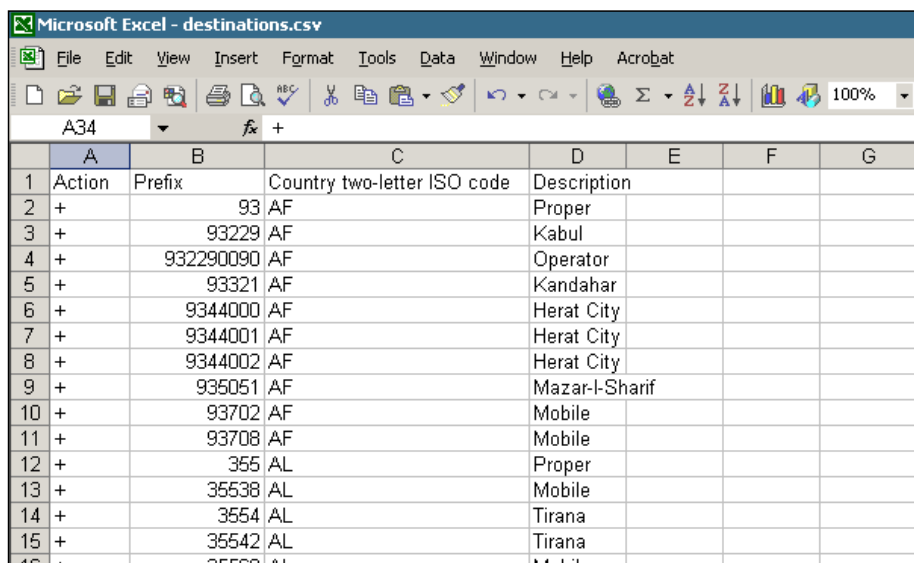 Microsoft Excel - destinations.csv
File Edit View Insert Format Tools Data Window Help Acrobat
ABC Σ A Z Z A 100%
A34 fx +
A B C D E F G
1 Action Prefix Country two-letter ISO code Description
2 + 93 AF Proper
3 + 93229 AF Kabul
4 + 932290090 AF Operator
5 + 93321 AF Kandahar
6 + 9344000 AF Herat City
7 + 9344001 AF Herat City
8 + 9344002 AF Herat City
9 + 935051 AF Mazar-I-Sharif
10 + 93702 AF Mobile
11 + 93708 AF Mobile
12 + 355 AL Proper
13 + 35538 AL Mobile
14 + 3554 AL Tirana
15 + 35542 AL Tirana